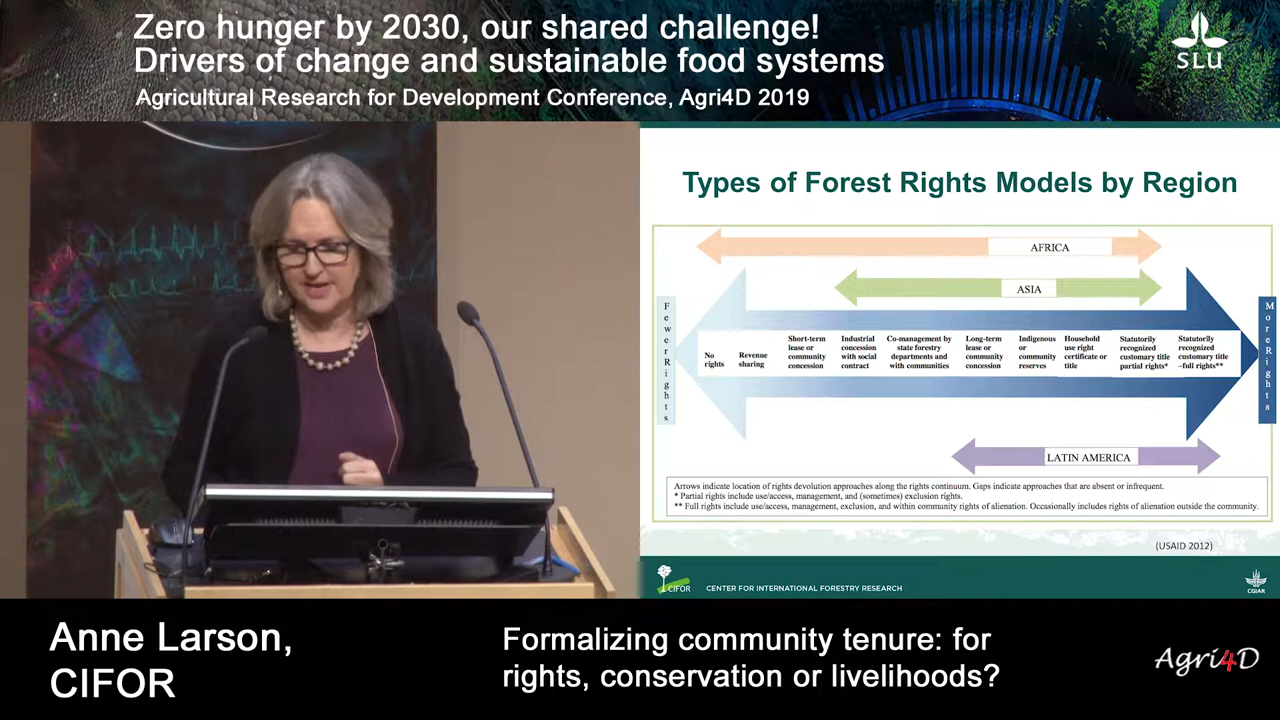 Zero hunger by 2030, our shared challenge!
Drivers of change and sustainable food systems
Agricultural Research for Development Conference, Agri4D 2019
SLU
Types of Forest Rights Models by Region
AFRICA
ASIA
Fewer Rights
No
rights
Revenue
sharing
Short-term
lease or
community
concession
Industrial
concession
with social
contract
Co-management by
state forestry
departments and
with communities
Long-term
lease or
community
concession
Indigenous
or
community
reserves
Household
use right
certificate or
title
Statutorily
recognized
customary title
partial rights*
Statutorily
recognized
customary title
–full rights**
More Rights
LATIN AMERICA
Arrows indicate location of rights devolution approaches along the rights continuum. Gaps indicate approaches that are absent or infrequent.
* Partial rights include use/access, management, and (sometimes) exclusion rights.
** Full rights include use/access, management, exclusion, and within community rights of alienation. Occasionally includes rights of alienation outside the community.
(USAID 2012)
CIFOR
CENTER FOR INTERNATIONAL FORESTRY RESEARCH
CGIAR
Anne Larson,
CIFOR
Formalizing community tenure: for
rights, conservation or livelihoods?
Agri4D